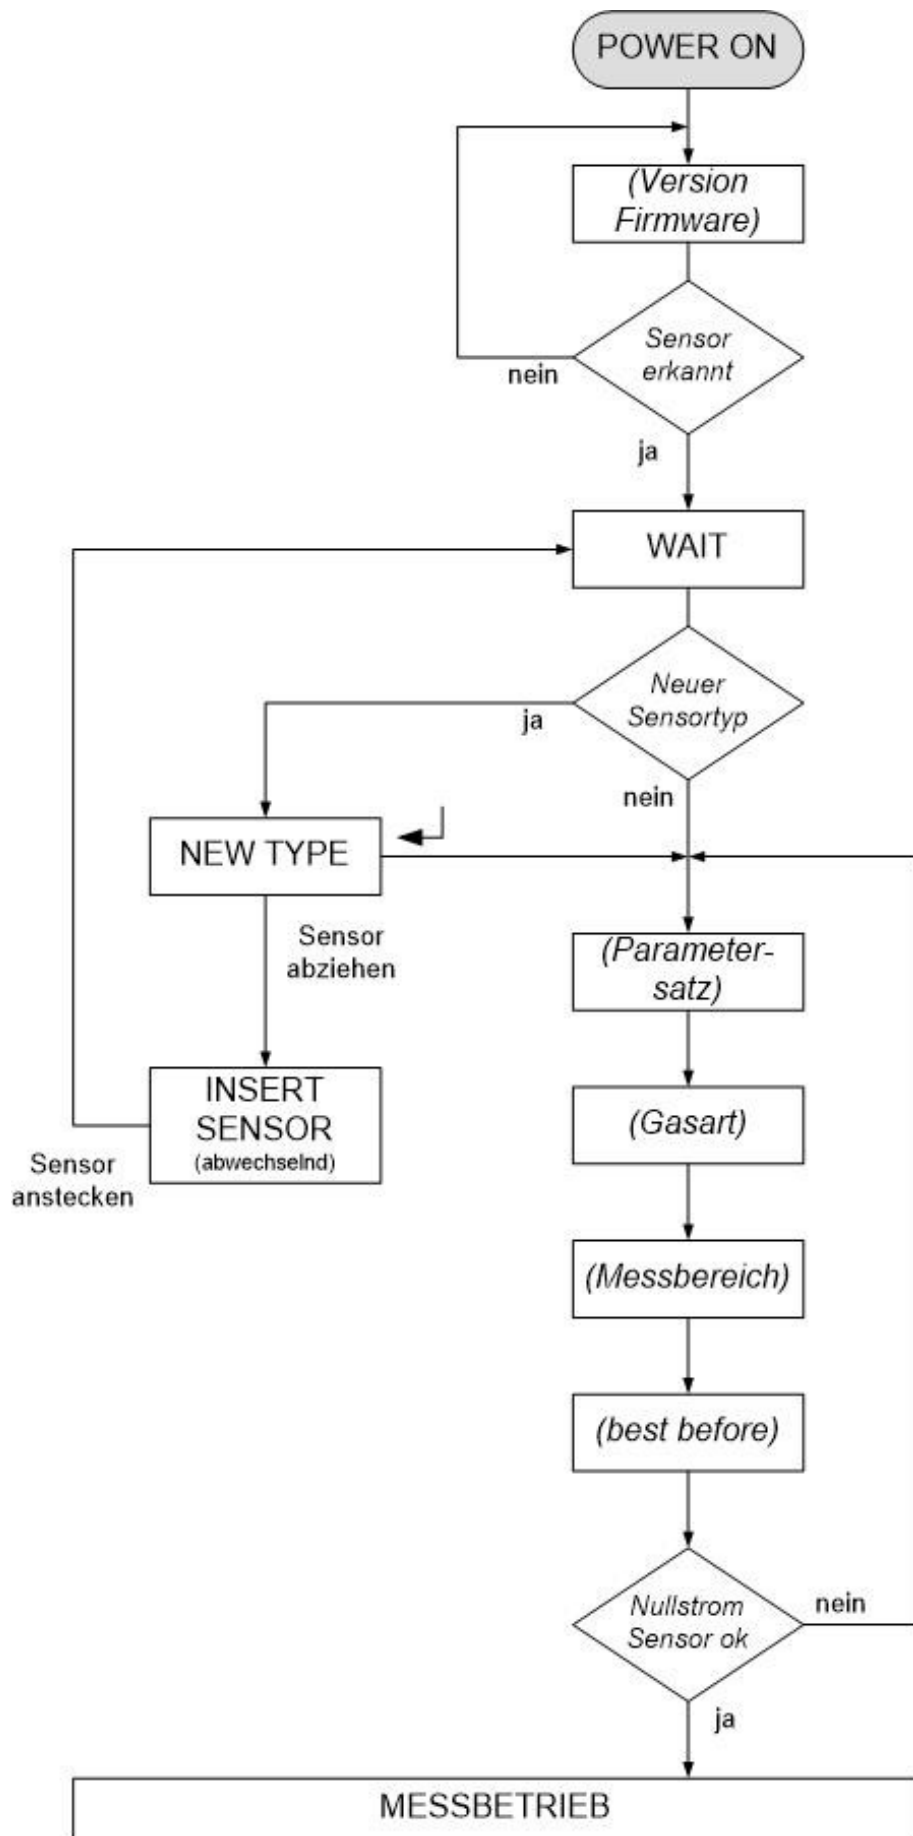 POWER ON
(Version
Firmware)
Sensor
erkannt
nein
ja
WAIT
Neuer
Sensortyp
ja
nein
NEW TYPE
Sensor
abziehen
(Parameter-
satz)
INSERT
SENSOR
(abwechselnd)
Sensor
anstecken
(Gasart)
(Messbereich)
(best before)
Nullstrom
Sensor ok
nein
ja
MESSBETRIEB